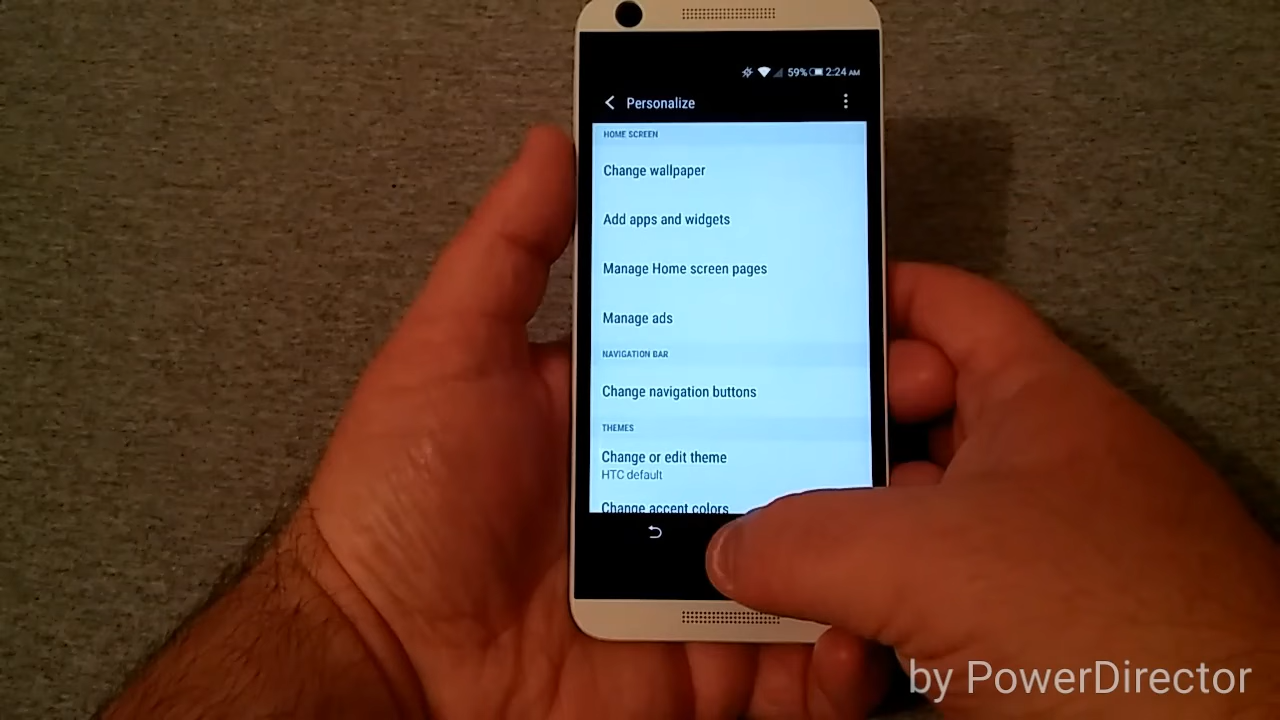 59% 2:24 AM
Personalize
HOME SCREEN
Change wallpaper
Add apps and widgets
Manage Home screen pages
Manage ads
NAVIGATION BAR
Change navigation buttons
THEMES
Change or edit theme
HTC default
Change accent colors
by PowerDirector